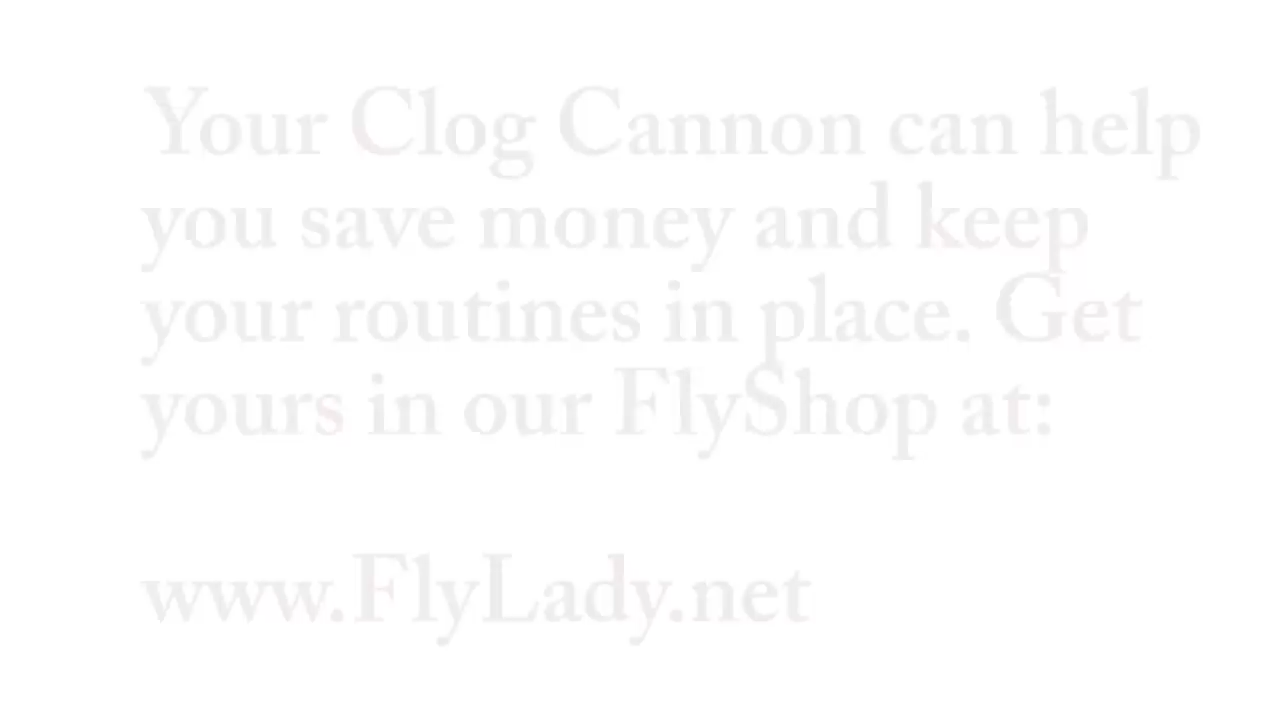 Your Clog Cannon can help
you save money and keep
your routines in place. Get
yours in our FlyShop at:
www.FlyLady.net